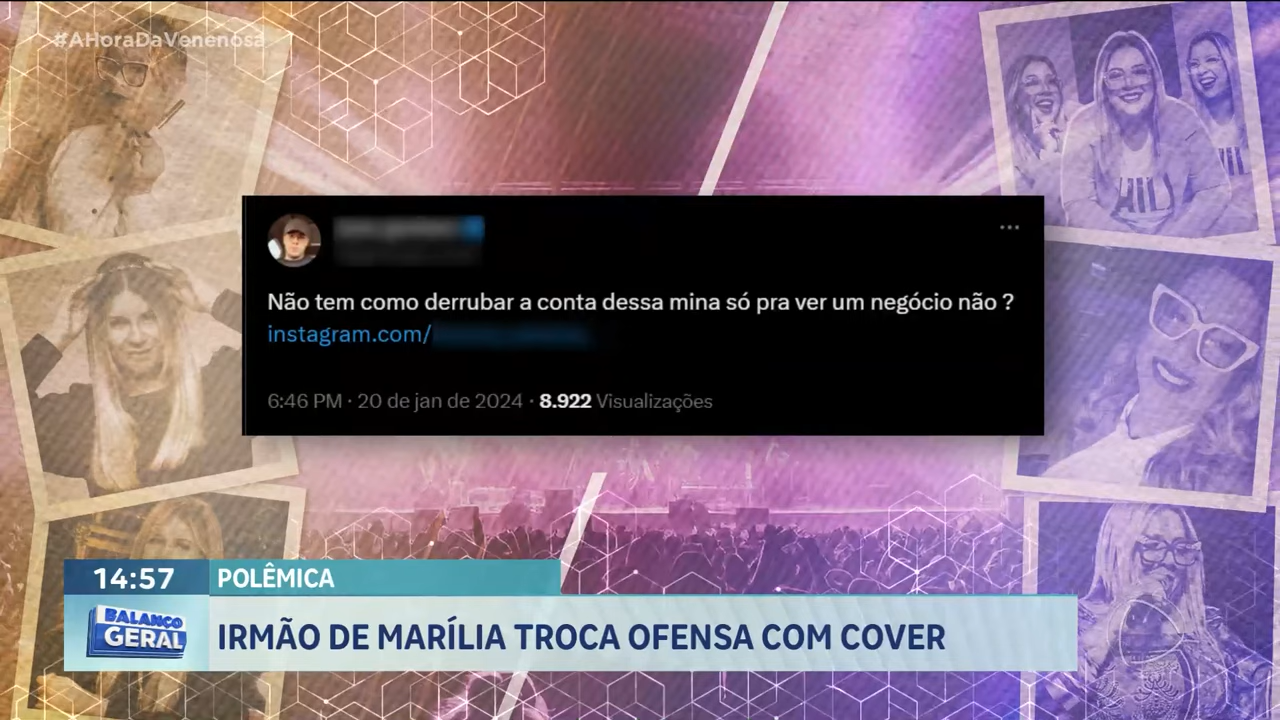 #AHoraDaVenenosa
Não tem como derrubar a conta dessa mina só pra ver um negócio não ?
instagram.com/
6:46 PM · 20 de jan de 2024 · 8.922 Visualizações
14:57
POLÊMICA
BALANÇO
GERAL
IRMÃO DE MARÍLIA TROCA OFENSA COM COVER